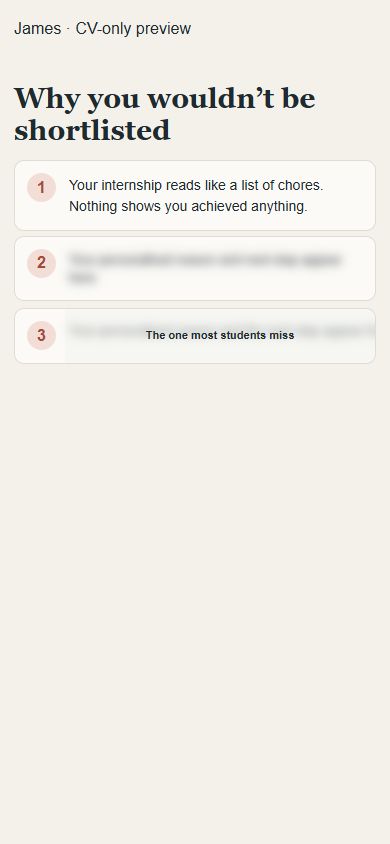 James · CV-only preview
Why you wouldn’t be
shortlisted
1
Your internship reads like a list of chores.
Nothing shows you achieved anything.
2
3
The one most students miss